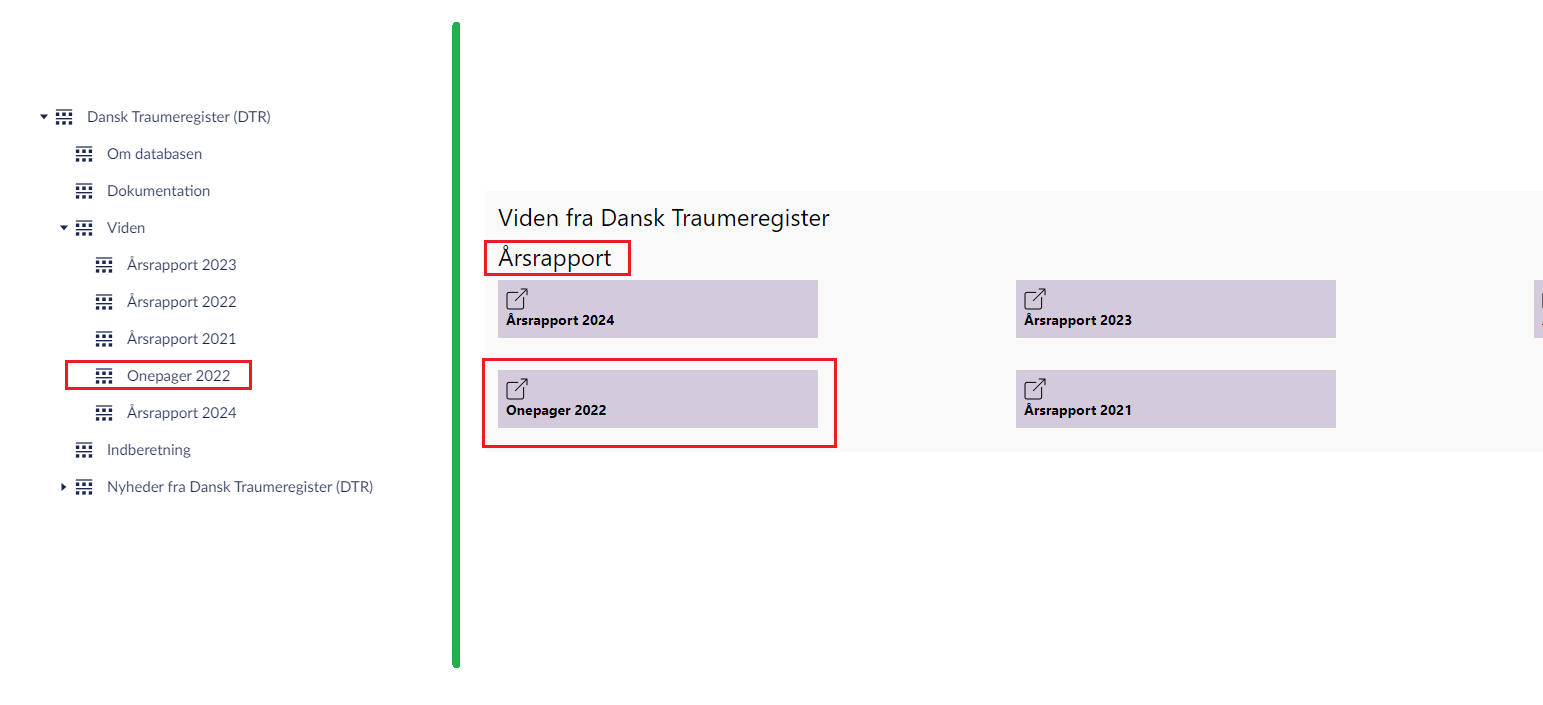 Dansk Traumeregister (DTR)
Om databasen
Dokumentation
Viden
Årsrapport 2023
Årsrapport 2022
Årsrapport 2021
Onepager 2022
Årsrapport 2024
Indberetning
Nyheder fra Dansk Traumeregister (DTR)
Viden fra Dansk Traumeregister
Årsrapport
Årsrapport 2024
Årsrapport 2023
Onepager 2022
Årsrapport 2021